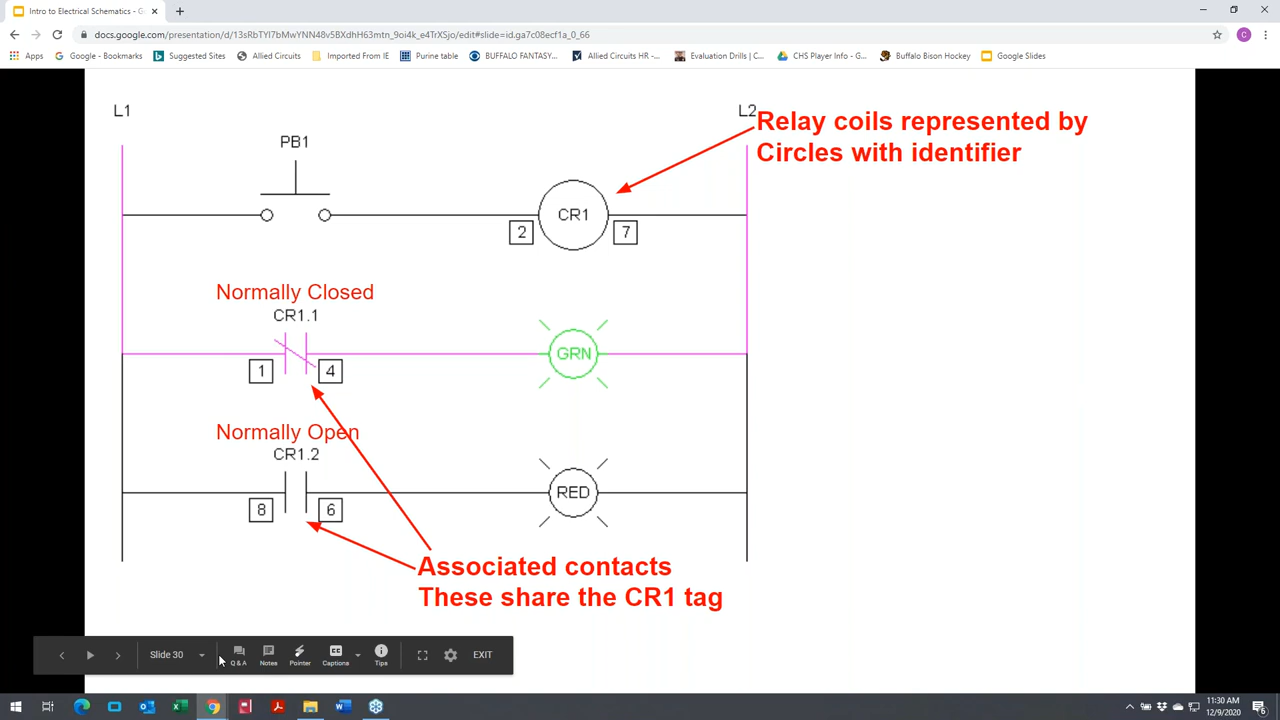 Intro to Electrical Schematics - G
docs.google.com/presentation/d/13sRbTYI7bMwYNN48v5BXdhH63mtn_9oi4k_e4TrXSjo/edit#slide=id.ga7c08ecf1a_0_66
C
Apps Google - Bookmarks Suggested Sites Allied Circuits Imported From IE Purine table BUFFALO FANTASY... Allied Circuits HR -... Evaluation Drills | C... CHS Player Info - G... Buffalo Bison Hockey Google Slides
L1
L2
Relay coils represented by
Circles with identifier
PB1
CR1
2
7
Normally Closed
CR1.1
GRN
1
4
Normally Open
CR1.2
RED
8
6
Associated contacts
These share the CR1 tag
Slide 30
Q & A
Notes
Pointer
Captions
Tips
EXIT
11:30 AM
12/9/2020